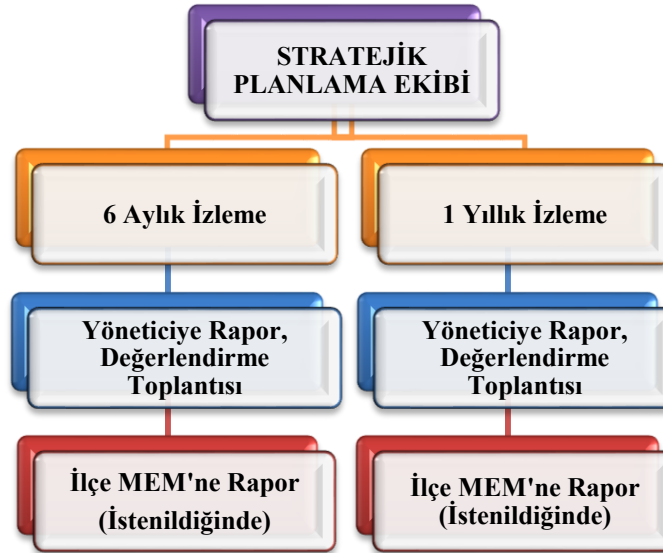 STRATEJİK
PLANLAMA EKİBİ
6 Aylık İzleme
1 Yıllık İzleme
Yöneticiye Rapor,
Değerlendirme
Toplantısı
Yöneticiye Rapor,
Değerlendirme
Toplantısı
İlçe MEM'ne Rapor
(İstenildiğinde)
İlçe MEM'ne Rapor
(İstenildiğinde)